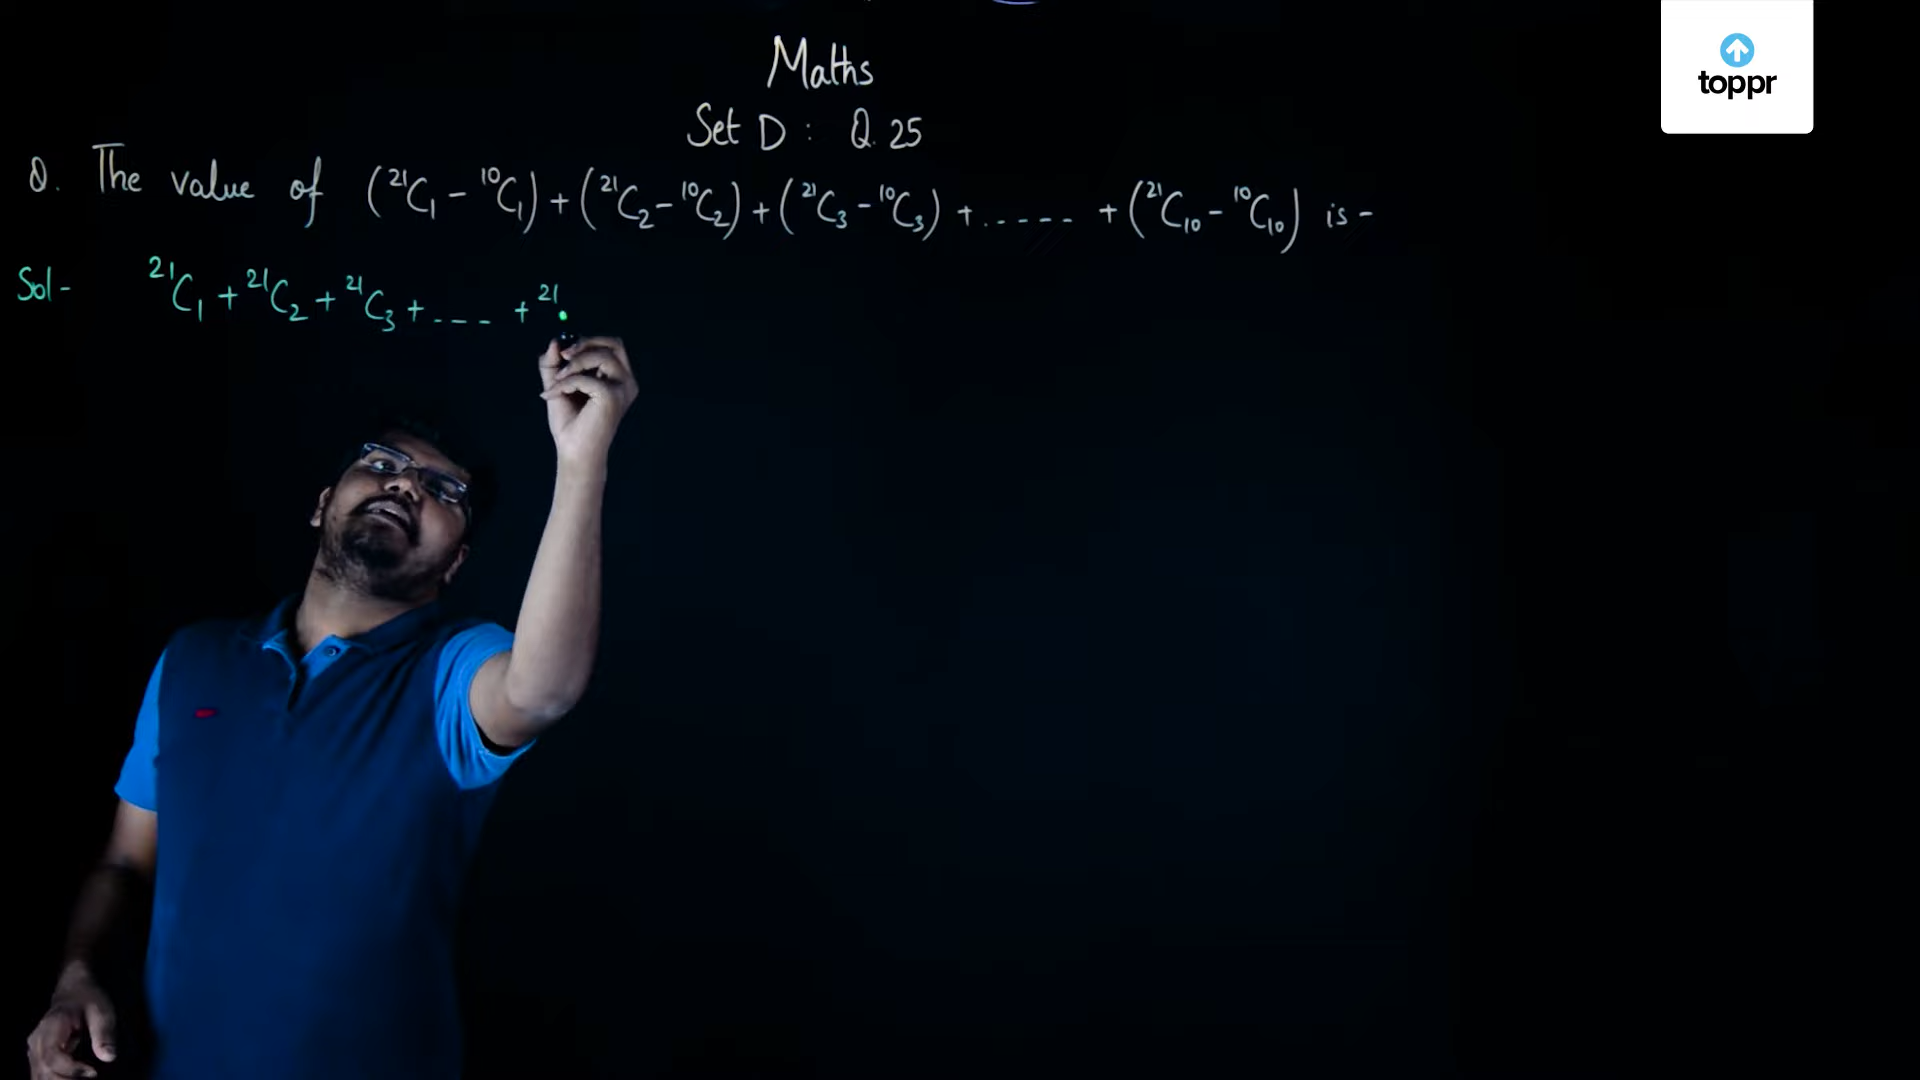 Maths
toppr
Set D : Q. 25
Q. The value of (²¹C₁ - ¹⁰C₁) + (²¹C₂ - ¹⁰C₂) + (²¹C₃ - ¹⁰C₃) + ...... + (²¹C₁₀ - ¹⁰C₁₀) is -
Sol - ²¹C₁ + ²¹C₂ + ²¹C₃ + .--- + ²¹